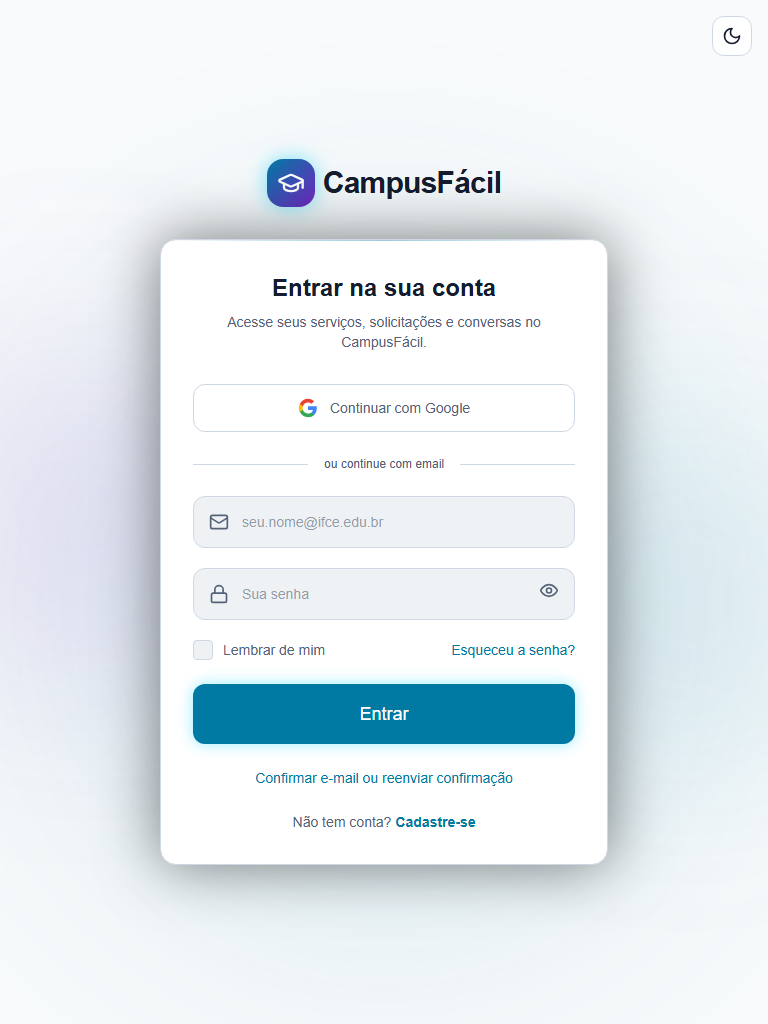 CampusFácil
Entrar na sua conta
Acesse seus serviços, solicitações e conversas no
CampusFácil.
Continuar com Google
ou continue com email
seu.nome@ifce.edu.br
Sua senha
Lembrar de mim
Esqueceu a senha?
Entrar
Confirmar e-mail ou reenviar confirmação
Não tem conta? Cadastre-se